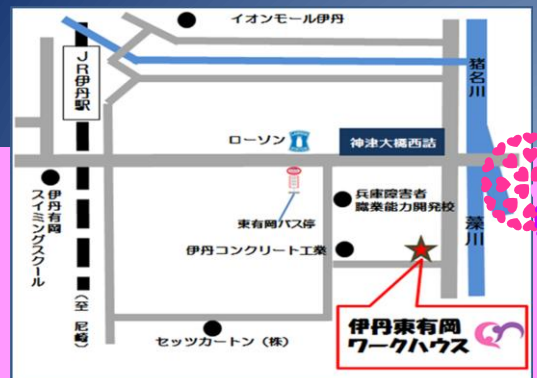 イオンモール伊丹
JR伊丹駅
猪名川
ローソン
神津大橋西詰
伊丹有岡
スイミングスクール
東有岡バス停
兵庫障害者
職業能力開発校
藻川
伊丹コンクリート工業
(至 尼崎)
セッツカートン(株)
伊丹東有岡
ワークハウス